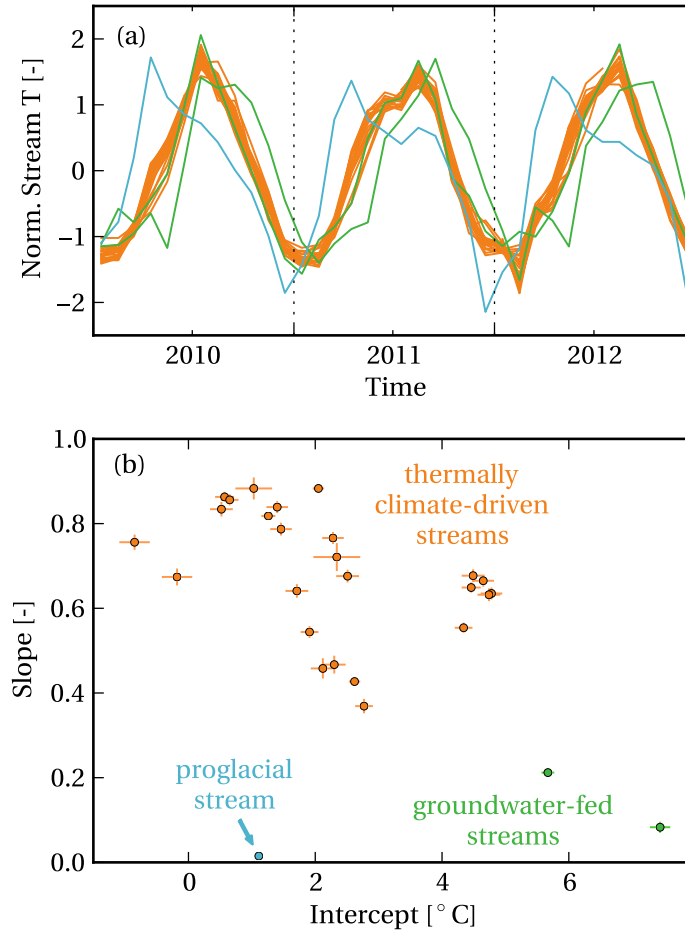 (a)
Norm. Stream T [-]
2
1
0
−1
−2
2010
2011
2012
Time
(b)
thermally
climate-driven
streams
Slope [-]
1.0
0.8
0.6
0.4
0.2
0.0
proglacial
stream
groundwater-fed
streams
0
2
4
6
Intercept [°C]